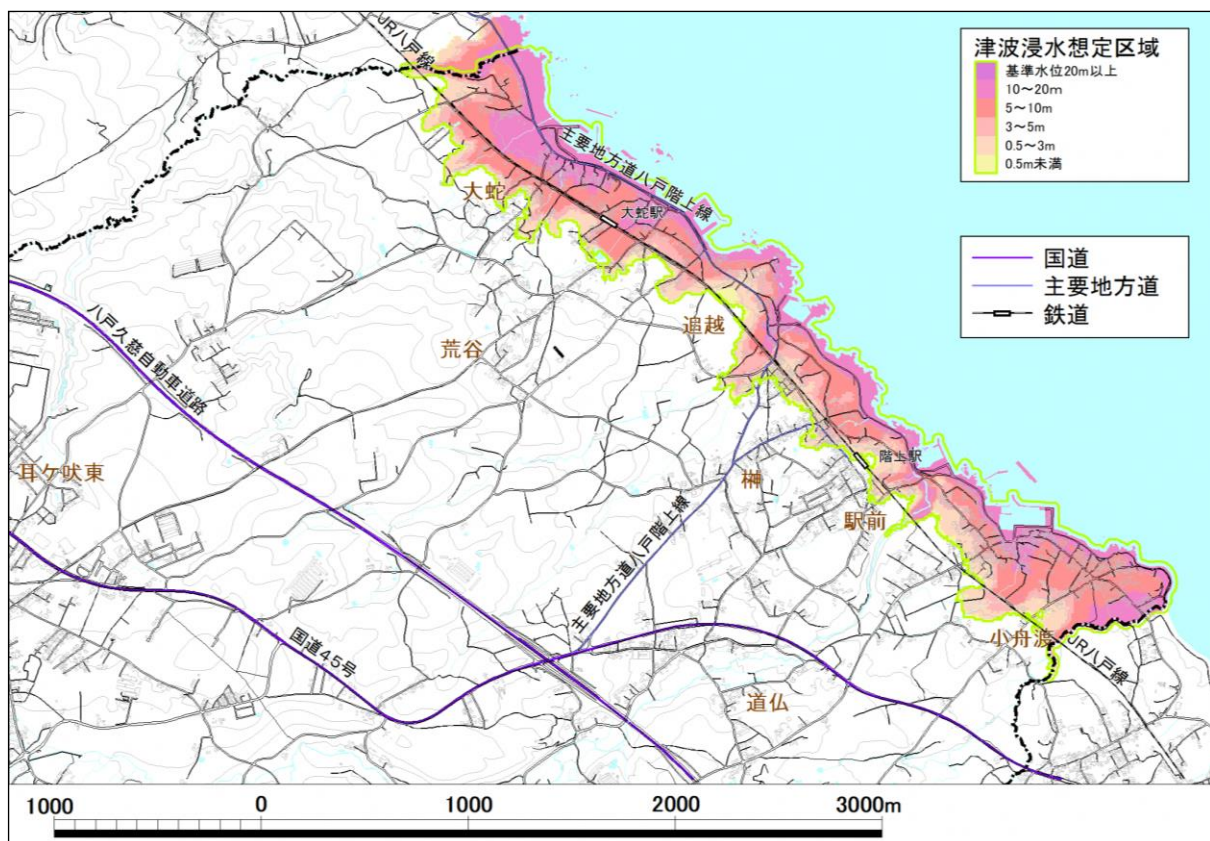 津波浸水想定区域
基準水位20m以上
10～20m
5～10m
3～5m
0.5～3m
0.5m未満
国道
主要地方道
鉄道
JR八戸線
主要地方道八戸階上線
大蛇
大蛇駅
追越
荒谷
八戸久慈自動車道路
耳ケ吠東
榊
階上駅
駅前
主要地方道八戸階上線
国道45号
小舟渡
JR八戸線
道仏
1000
0
1000
2000
3000m